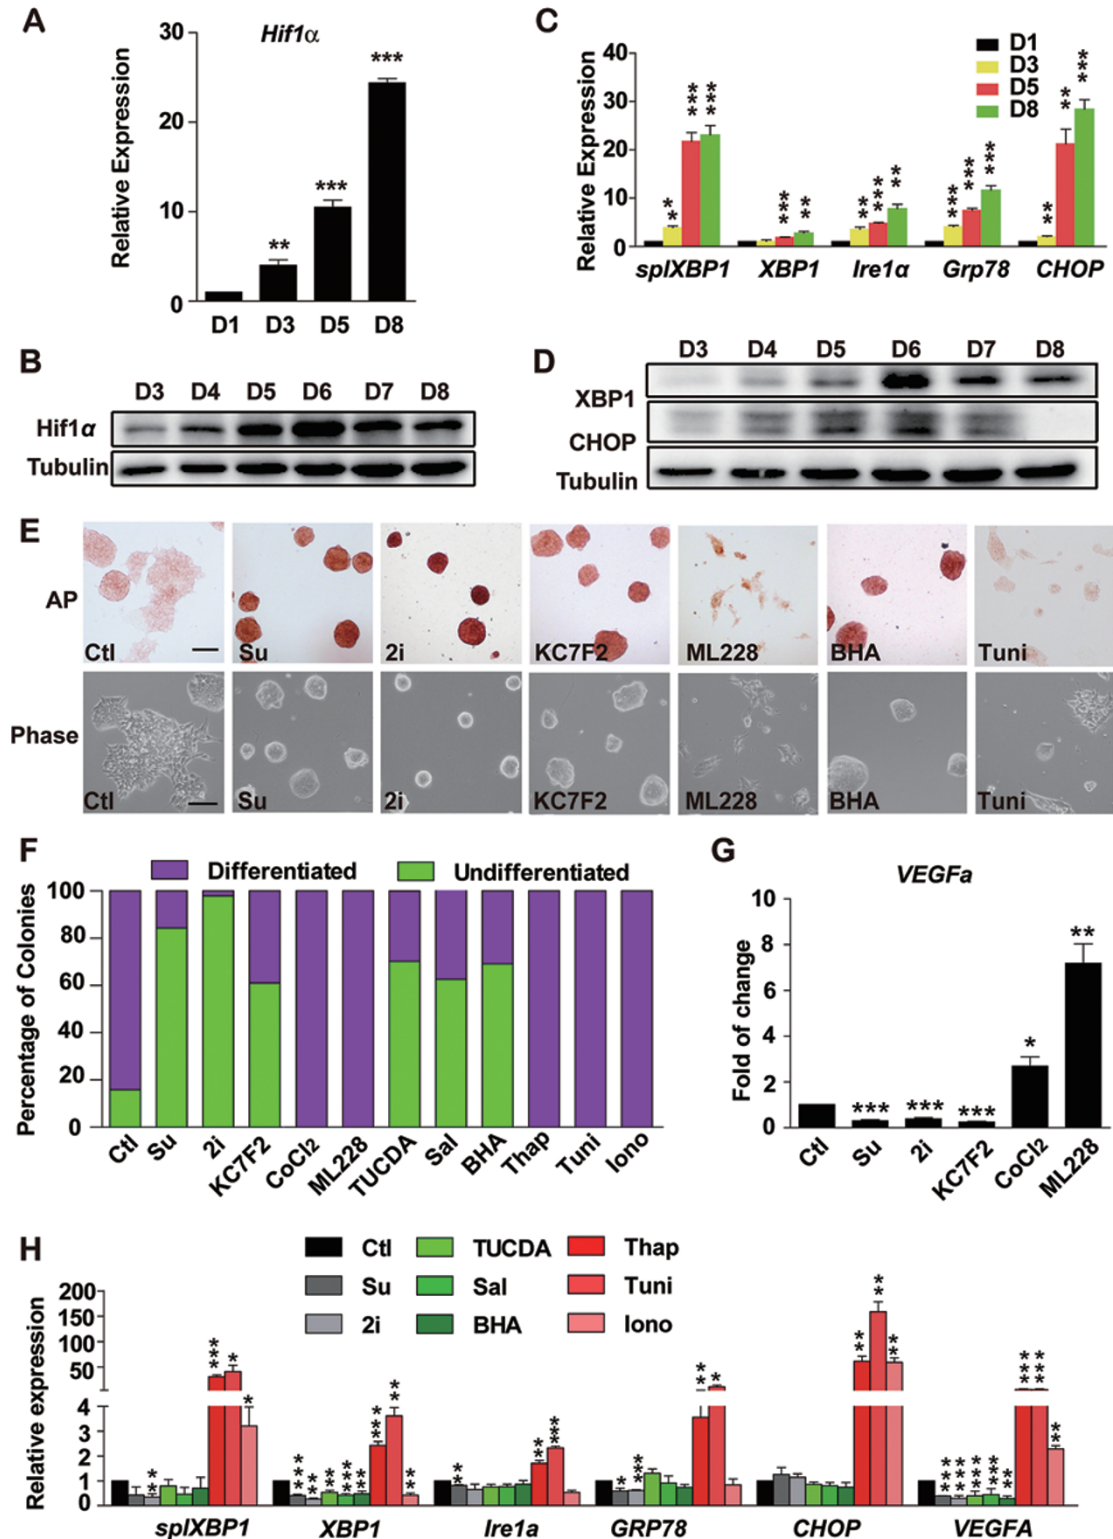 A
Hif1α
Relative Expression
30
20
10
0
**
***
***
D1 D3 D5 D8
C
D1
D3
D5
D8
Relative Expression
40
30
20
10
0
** *** ***
*** **
** *** **
*** *** ***
** ** ***
splXBP1 XBP1 Ire1α Grp78 CHOP
B
D3 D4 D5 D6 D7 D8
Hif1α
Tubulin
D
D3 D4 D5 D6 D7 D8
XBP1
CHOP
Tubulin
E
AP
Ctl Su 2i KC7F2 ML228 BHA Tuni
Phase
Ctl Su 2i KC7F2 ML228 BHA Tuni
F
Differentiated Undifferentiated
Percentage of Colonies
100
80
60
40
20
0
Ctl Su 2i KC7F2 CoCl2 ML228 TUCDA Sal BHA Thap Tuni Iono
G
VEGFa
Fold of change
10
8
6
4
2
0
*** *** *** * **
Ctl Su 2i KC7F2 CoCl2 ML228
H
Ctl TUCDA Thap
Su Sal Tuni
2i BHA Iono
Relative expression
200
150
100
50
4
3
2
1
0
** *** * *
*** ** ** *** *** *** ** **
** ** ***
* ** ** *
** ** **
*** *** *** *** ** *** *** **
splXBP1 XBP1 Ire1a GRP78 CHOP VEGFA